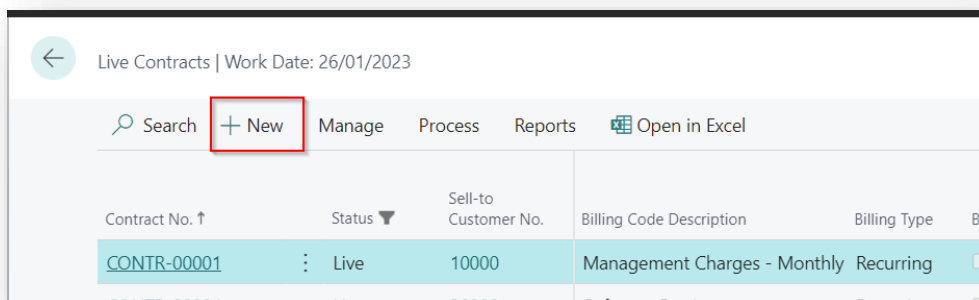 Live Contracts | Work Date: 26/01/2023
Search + New Manage Process Reports Open in Excel
Contract No. ↑ Status Sell-to Customer No. Billing Code Description Billing Type
CONTR-00001 Live 10000 Management Charges - Monthly Recurring